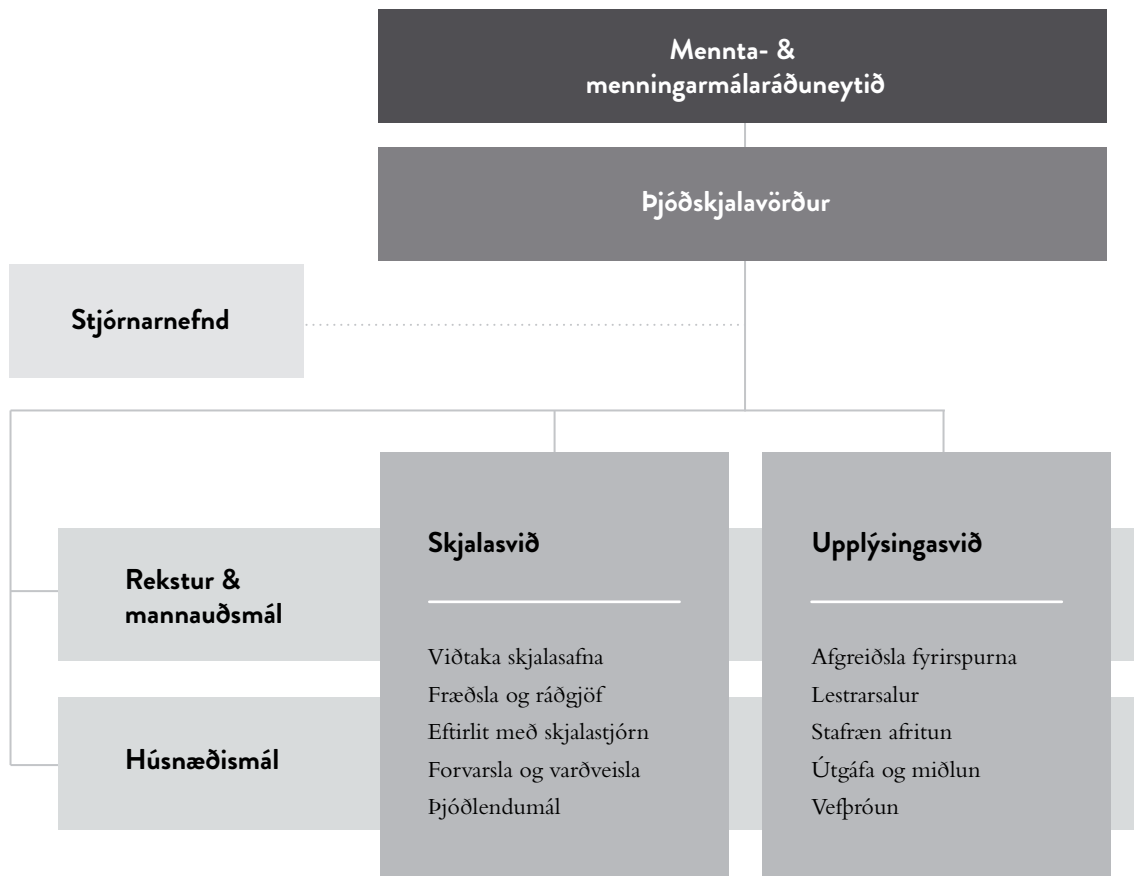 Mennta- &
menningarmálaráðuneytið
Þjóðskjalavörður
Stjórnarnefnd
Rekstur &
mannauðsmál
Húsnæðismál
Skjalasvið
Viðtaka skjalasafna
Fræðsla og ráðgjöf
Eftirlit með skjalastjórn
Forvarsla og varðveisla
Þjóðlendumál
Upplýsingasvið
Afgreiðsla fyrirspurna
Lestrarsalur
Stafræn afritun
Útgáfa og miðlun
Vefþróun